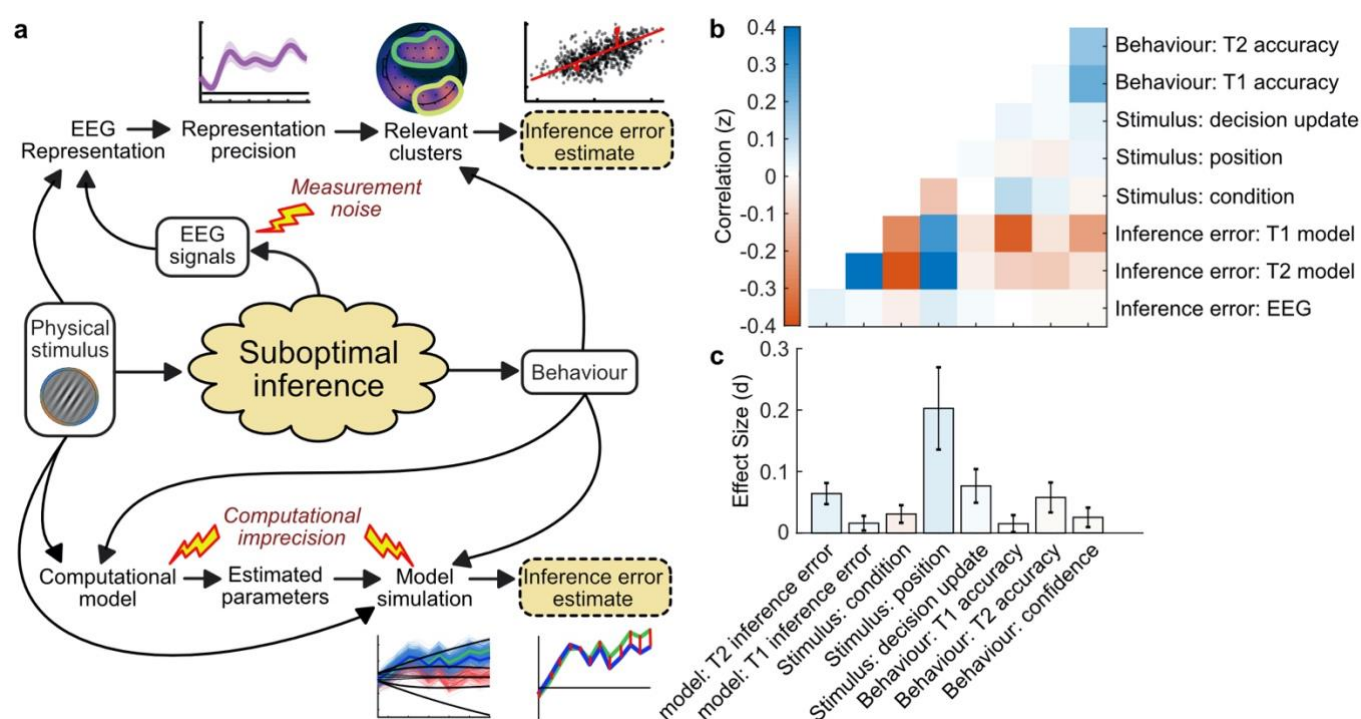 a
EEG
Representation
Representation
precision
Relevant
clusters
Inference error
estimate
Measurement
noise
EEG
signals
Physical
stimulus
Suboptimal
inference
Behaviour
Computational
imprecision
Computational
model
Estimated
parameters
Model
simulation
Inference error
estimate
b
Correlation (z)
0.4
0.3
0.2
0.1
0
-0.1
-0.2
-0.3
-0.4
Behaviour: T2 accuracy
Behaviour: T1 accuracy
Stimulus: decision update
Stimulus: position
Stimulus: condition
Inference error: T1 model
Inference error: T2 model
Inference error: EEG
c
Effect Size (d)
0.3
0.2
0.1
0
model: T2 inference error
model: T1 inference error
Stimulus: condition
Stimulus: position
Stimulus: decision update
Behaviour: T1 accuracy
Behaviour: T2 accuracy
Behaviour: confidence